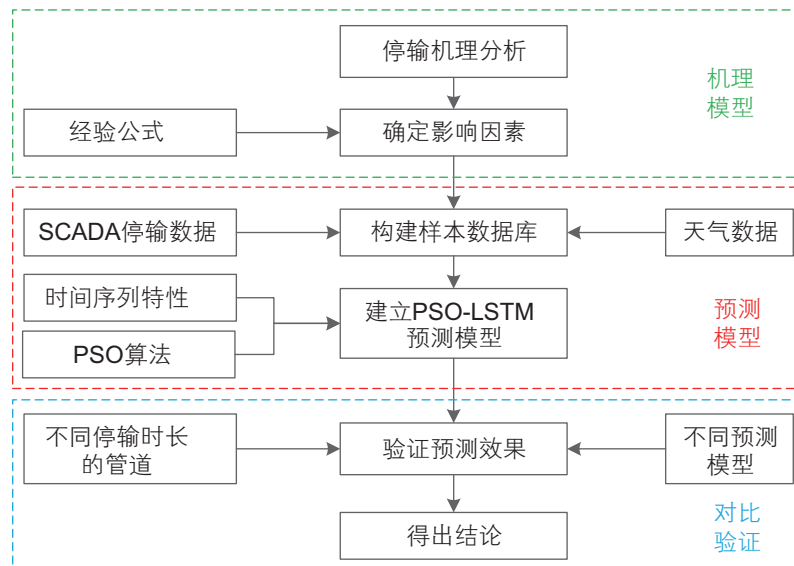 停输机理分析
机理
模型
经验公式
确定影响因素
SCADA停输数据
构建样本数据库
天气数据
时间序列特性
建立PSO-LSTM
预测模型
PSO算法
预测
模型
不同停输时长
的管道
验证预测效果
不同预测
模型
得出结论
对比
验证